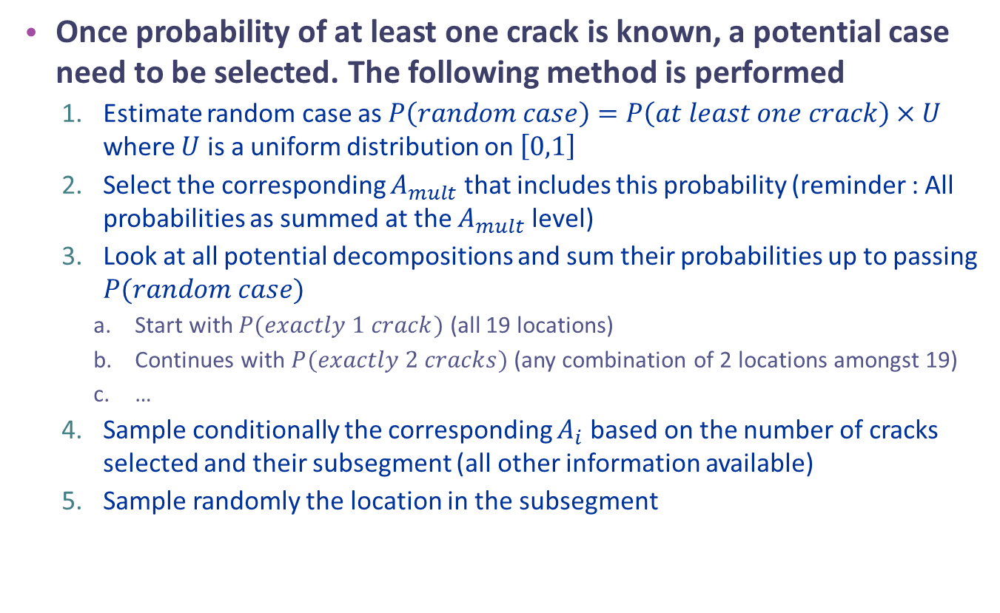 • Once probability of at least one crack is known, a potential case
need to be selected. The following method is performed
1. Estimate random case as P(random case) = P(at least one crack) × U
where U is a uniform distribution on [0,1]
2. Select the corresponding A_mult that includes this probability (reminder : All
probabilities as summed at the A_mult level)
3. Look at all potential decompositions and sum their probabilities up to passing
P(random case)
a. Start with P(exactly 1 crack) (all 19 locations)
b. Continues with P(exactly 2 cracks) (any combination of 2 locations amongst 19)
c. ...
4. Sample conditionally the corresponding A_i based on the number of cracks
selected and their subsegment (all other information available)
5. Sample randomly the location in the subsegment